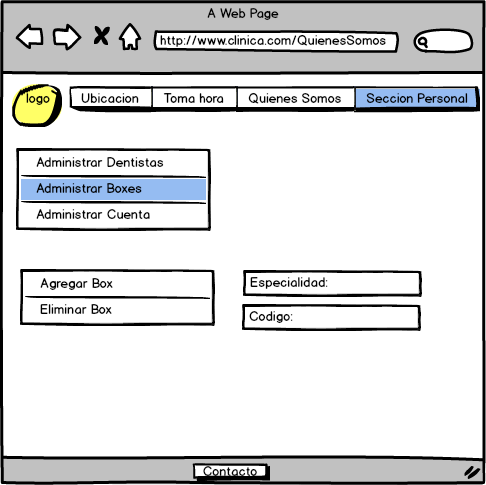 A Web Page
http://www.clinica.com/QuienesSomos
logo
Ubicacion Toma hora Quienes Somos Seccion Personal
Administrar Dentistas
Administrar Boxes
Administrar Cuenta
Agregar Box
Eliminar Box
Especialidad:
Codigo:
Contacto